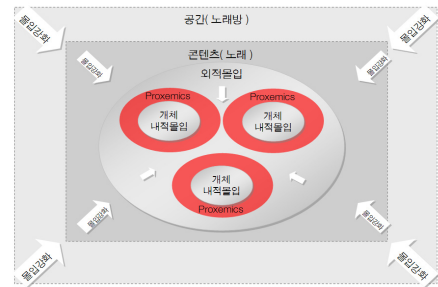 공간( 노래방 )
몰입강화
몰입강화
콘텐츠( 노래 )
몰입강화
몰입강화
외적몰입
Proxemics
개체
내적몰입
Proxemics
개체
내적몰입
개체
내적몰입
Proxemics
몰입강화
몰입강화
몰입강화
몰입강화